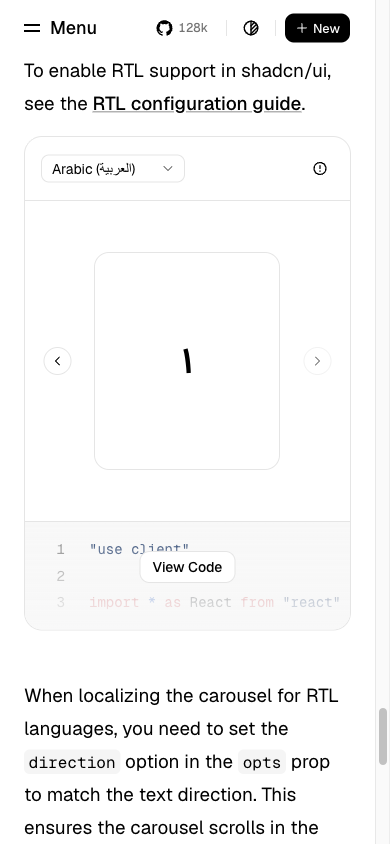 Menu 128k + New
To enable RTL support in shadcn/ui,
see the RTL configuration guide.
Arabic (العربية)
١
1 "use client"
View Code
2
3 import * as React from "react"
When localizing the carousel for RTL
languages, you need to set the
direction option in the opts prop
to match the text direction. This
ensures the carousel scrolls in the